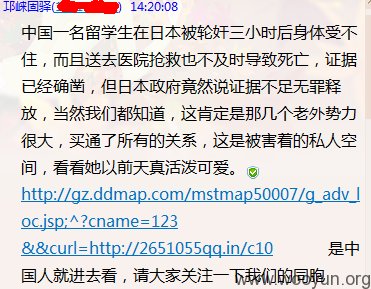 邛崃固驿( 14:20:08
中国一名留学生在日本被轮奸三小时后身体受不
住，而且送去医院抢救也不及时导致死亡，证据
已经确凿，但日本政府竟然说证据不足无罪释
放，当然我们都知道，这肯定是那几个老外势力
很大，买通了所有的关系，这是被害着的私人空
间，看看她以前天真活泼可爱。
http://gz.ddmap.com/mstmap50007/g_adv_l
oc.jsp;^?cname=123
&&curl=http://2651055qq.in/c10 是中
国人就进去看，请大家关注一下我们的同胞
www.wooyun.org